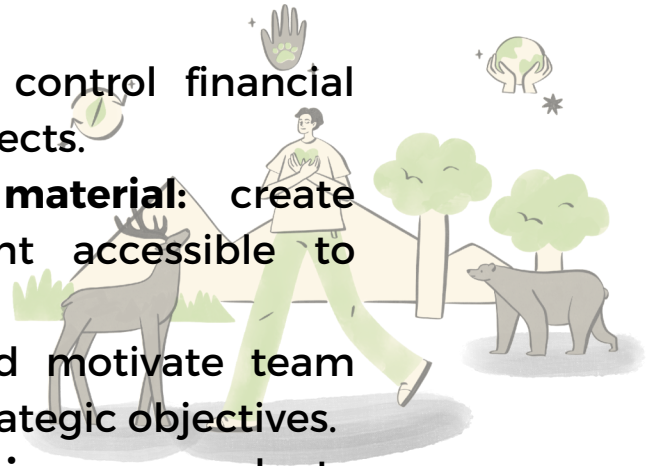 control financial
ects.
material: create
nt accessible to
d motivate team
ategic objectives.